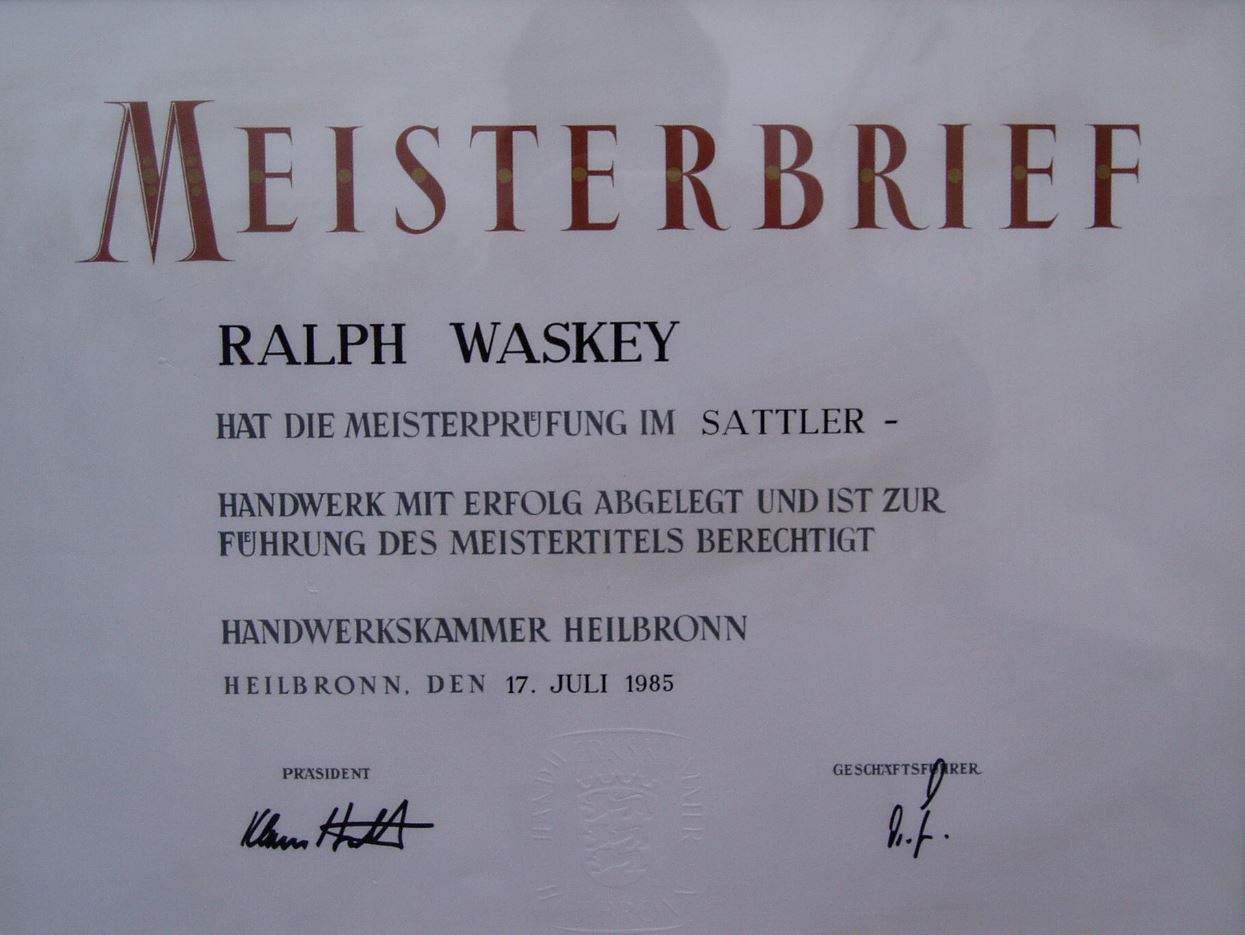 MEISTERBRIEF
RALPH WASKEY
HAT DIE MEISTERPRÜFUNG IM SATTLER -
HANDWERK MIT ERFOLG ABGELEGT UND IST ZUR
FÜHRUNG DES MEISTERTITELS BERECHTIGT
HANDWERKSKAMMER HEILBRONN
HEILBRONN, DEN 17. JULI 1985
PRÄSIDENT
GESCHÄFTSFÜHRER
Klaus